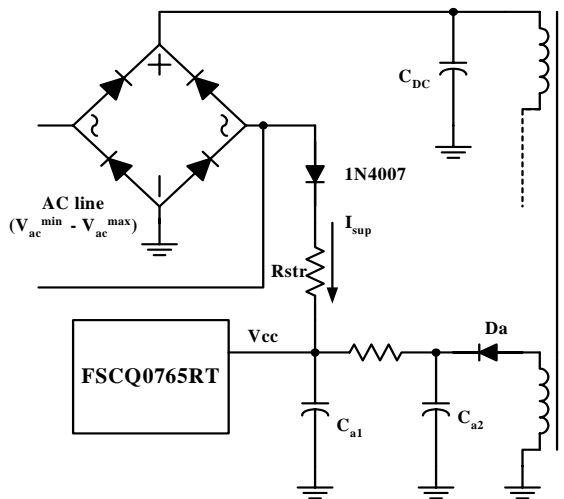 C_DC
1N4007
AC line
(V_ac^min - V_ac^max)
I_sup
Rstr
Da
Vcc
FSCQ0765RT
C_a1
C_a2